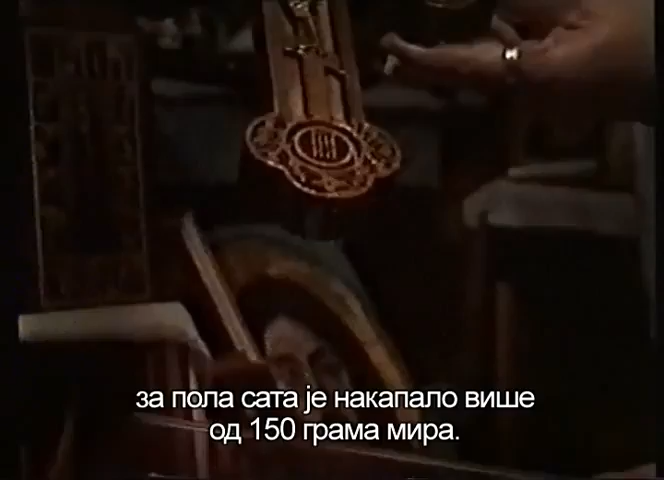 за пола сата је накапало више
од 150 грама мира.